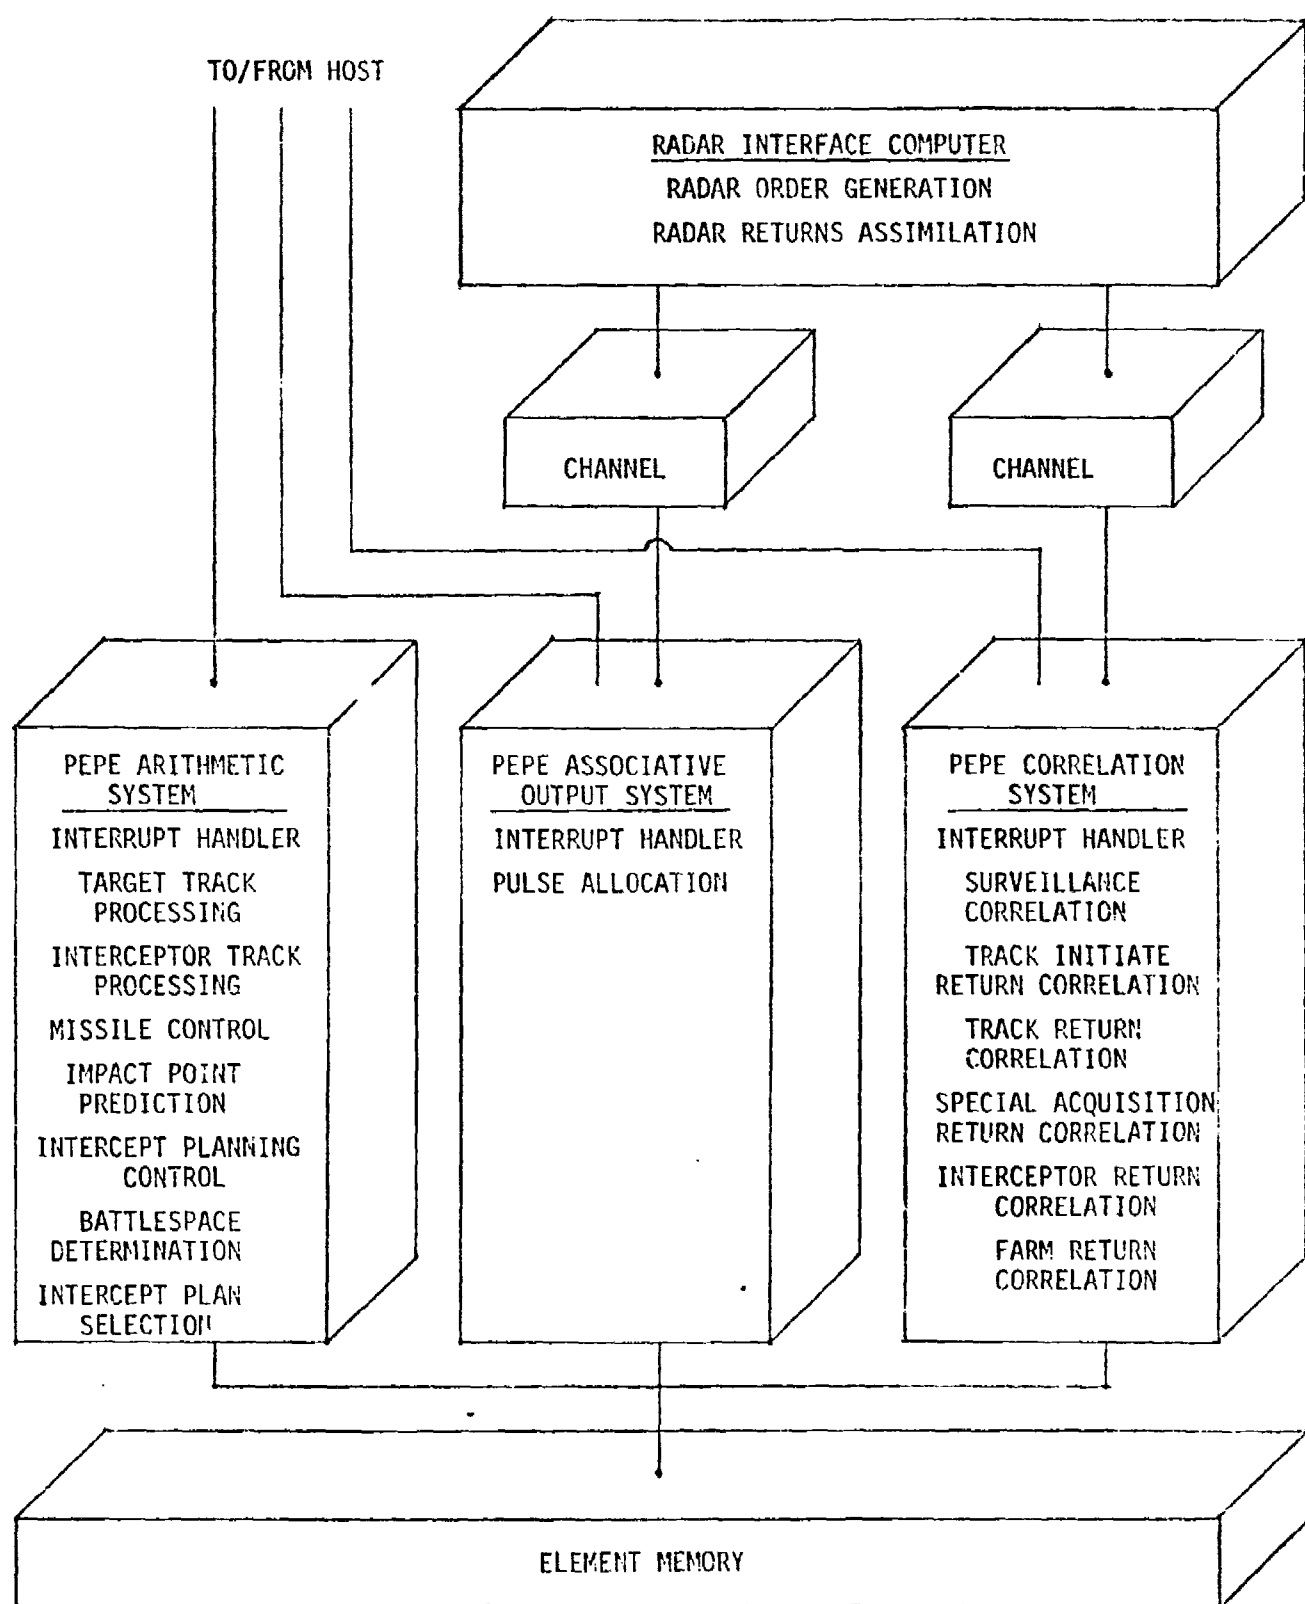 TO/FROM HOST
RADAR INTERFACE COMPUTER
RADAR ORDER GENERATION
RADAR RETURNS ASSIMILATION
CHANNEL
CHANNEL
PEPE ARITHMETIC
SYSTEM
INTERRUPT HANDLER
TARGET TRACK
PROCESSING
INTERCEPTOR TRACK
PROCESSING
MISSILE CONTROL
IMPACT POINT
PREDICTION
INTERCEPT PLANNING
CONTROL
BATTLESPACE
DETERMINATION
INTERCEPT PLAN
SELECTION
PEPE ASSOCIATIVE
OUTPUT SYSTEM
INTERRUPT HANDLER
PULSE ALLOCATION
PEPE CORRELATION
SYSTEM
INTERRUPT HANDLER
SURVEILLANCE
CORRELATION
TRACK INITIATE
RETURN CORRELATION
TRACK RETURN
CORRELATION
SPECIAL ACQUISITION
RETURN CORRELATION
INTERCEPTOR RETURN
CORRELATION
FARM RETURN
CORRELATION
ELEMENT MEMORY